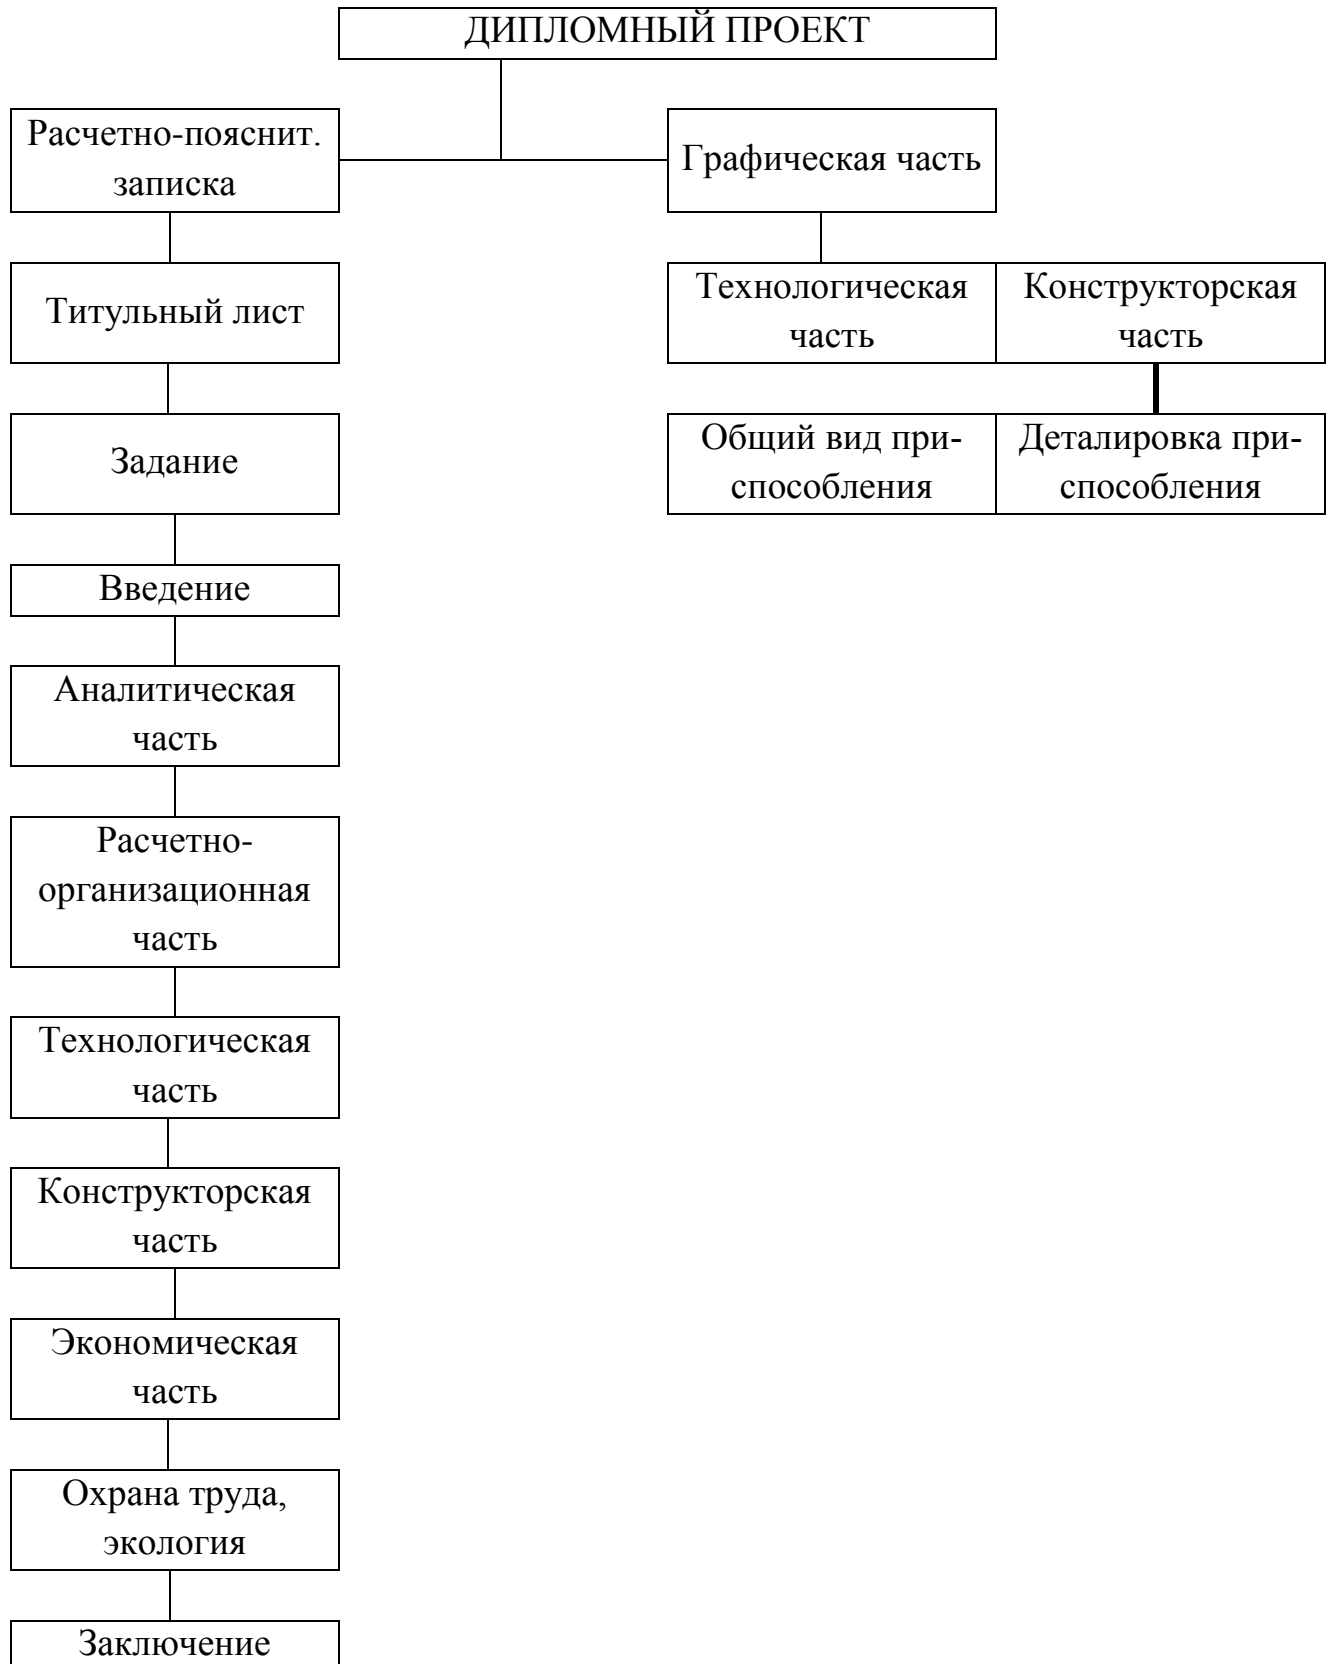 ДИПЛОМНЫЙ ПРОЕКТ
Расчетно-пояснит.
записка
Графическая часть
Титульный лист
Технологическая
часть
Конструкторская
часть
Задание
Общий вид при-
способления
Деталировка при-
способления
Введение
Аналитическая
часть
Расчетно-
организационная
часть
Технологическая
часть
Конструкторская
часть
Экономическая
часть
Охрана труда,
экология
Заключение